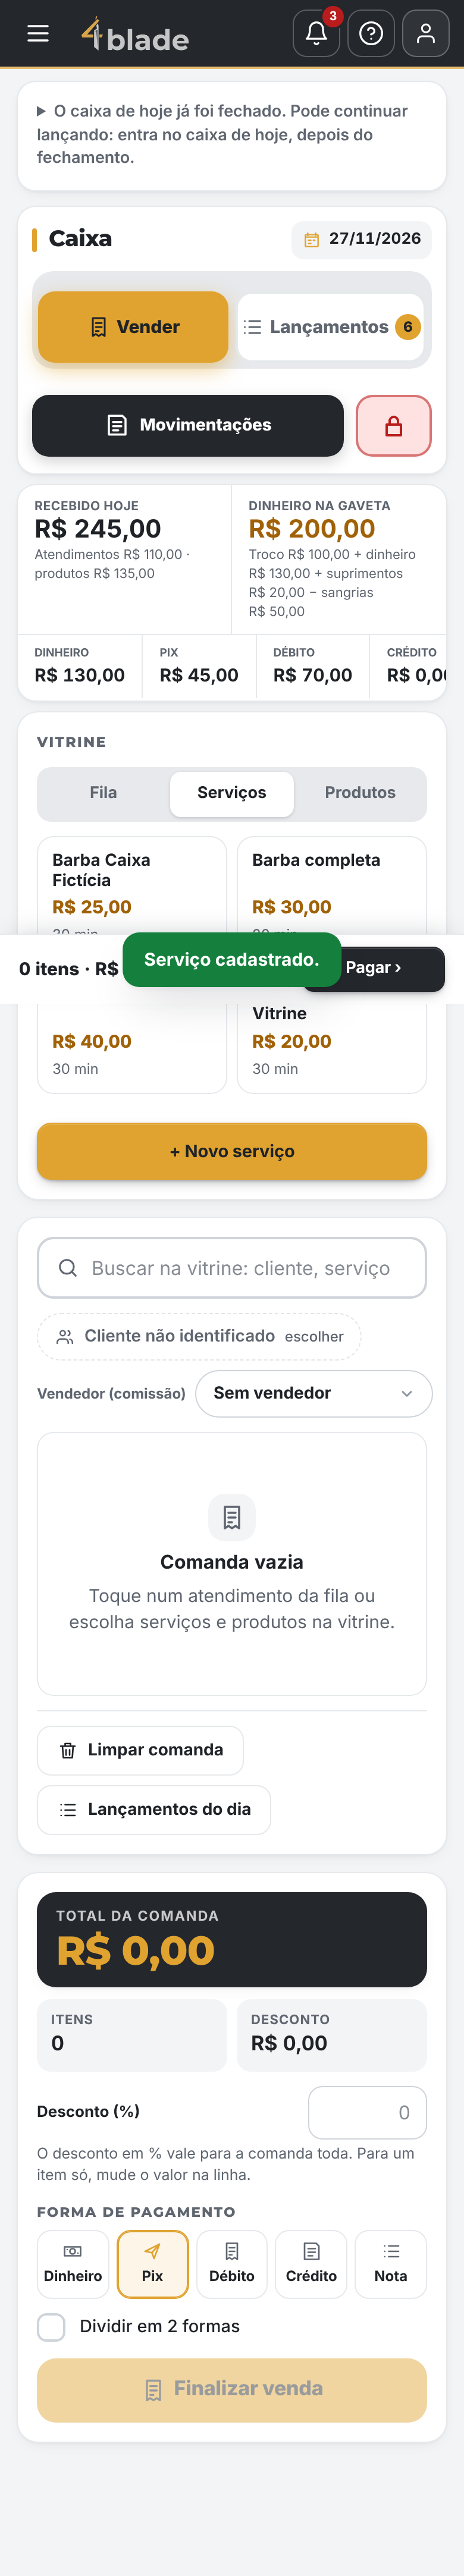 4blade
3
▶ O caixa de hoje já foi fechado. Pode continuar
lançando: entra no caixa de hoje, depois do
fechamento.
Caixa
27/11/2026
Vender
Lançamentos 6
Movimentações
RECEBIDO HOJE
R$ 245,00
Atendimentos R$ 110,00 ·
produtos R$ 135,00
DINHEIRO NA GAVETA
R$ 200,00
Troco R$ 100,00 + dinheiro
R$ 130,00 + suprimentos
R$ 20,00 − sangrias
R$ 50,00
DINHEIRO
R$ 130,00
PIX
R$ 45,00
DÉBITO
R$ 70,00
CRÉDITO
R$ 0,0
VITRINE
Fila
Serviços
Produtos
Barba Caixa
Fictícia
R$ 25,00
Barba completa
R$ 30,00
0 itens · R$
Serviço cadastrado.
Pagar ›
R$ 40,00
30 min
Vitrine
R$ 20,00
30 min
+ Novo serviço
Buscar na vitrine: cliente, serviço
Cliente não identificado escolher
Vendedor (comissão)
Sem vendedor
Comanda vazia
Toque num atendimento da fila ou
escolha serviços e produtos na vitrine.
Limpar comanda
Lançamentos do dia
TOTAL DA COMANDA
R$ 0,00
ITENS
0
DESCONTO
R$ 0,00
Desconto (%)
0
O desconto em % vale para a comanda toda. Para um
item só, mude o valor na linha.
FORMA DE PAGAMENTO
Dinheiro
Pix
Débito
Crédito
Nota
Dividir em 2 formas
Finalizar venda